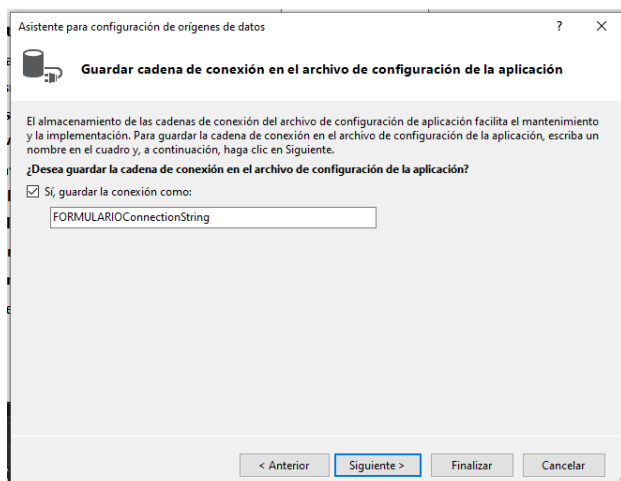 Asistente para configuración de orígenes de datos
?
Guardar cadena de conexión en el archivo de configuración de la aplicación
El almacenamiento de las cadenas de conexión del archivo de configuración de aplicación facilita el mantenimiento
y la implementación. Para guardar la cadena de conexión en el archivo de configuración de la aplicación, escriba un
nombre en el cuadro y, a continuación, haga clic en Siguiente.
¿Desea guardar la cadena de conexión en el archivo de configuración de la aplicación?
Sí, guardar la conexión como:
FORMULARIOConnectionString
< Anterior
Siguiente >
Finalizar
Cancelar